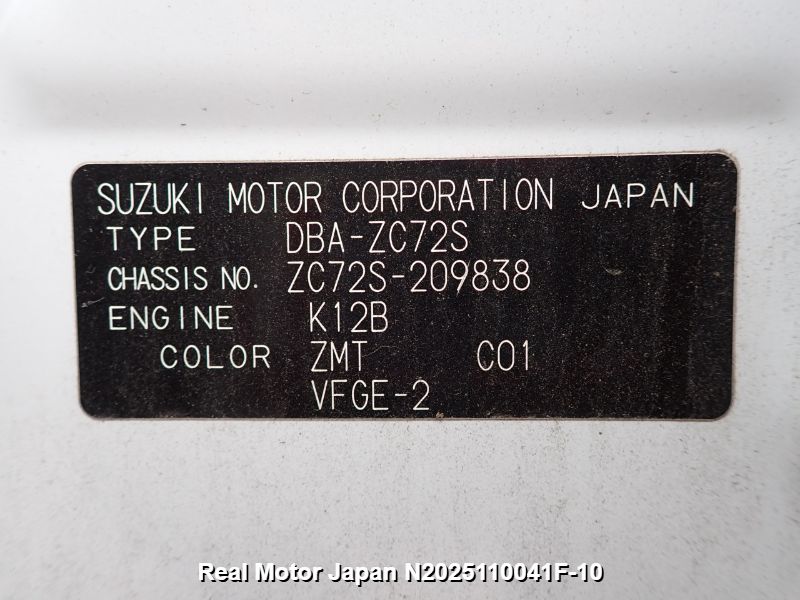 SUZUKI MOTOR CORPORATION JAPAN
TYPE DBA-ZC72S
CHASSIS NO. ZC72S-209838
ENGINE K12B
COLOR ZMT C01
VFGE-2
Real Motor Japan N2025110041F-10